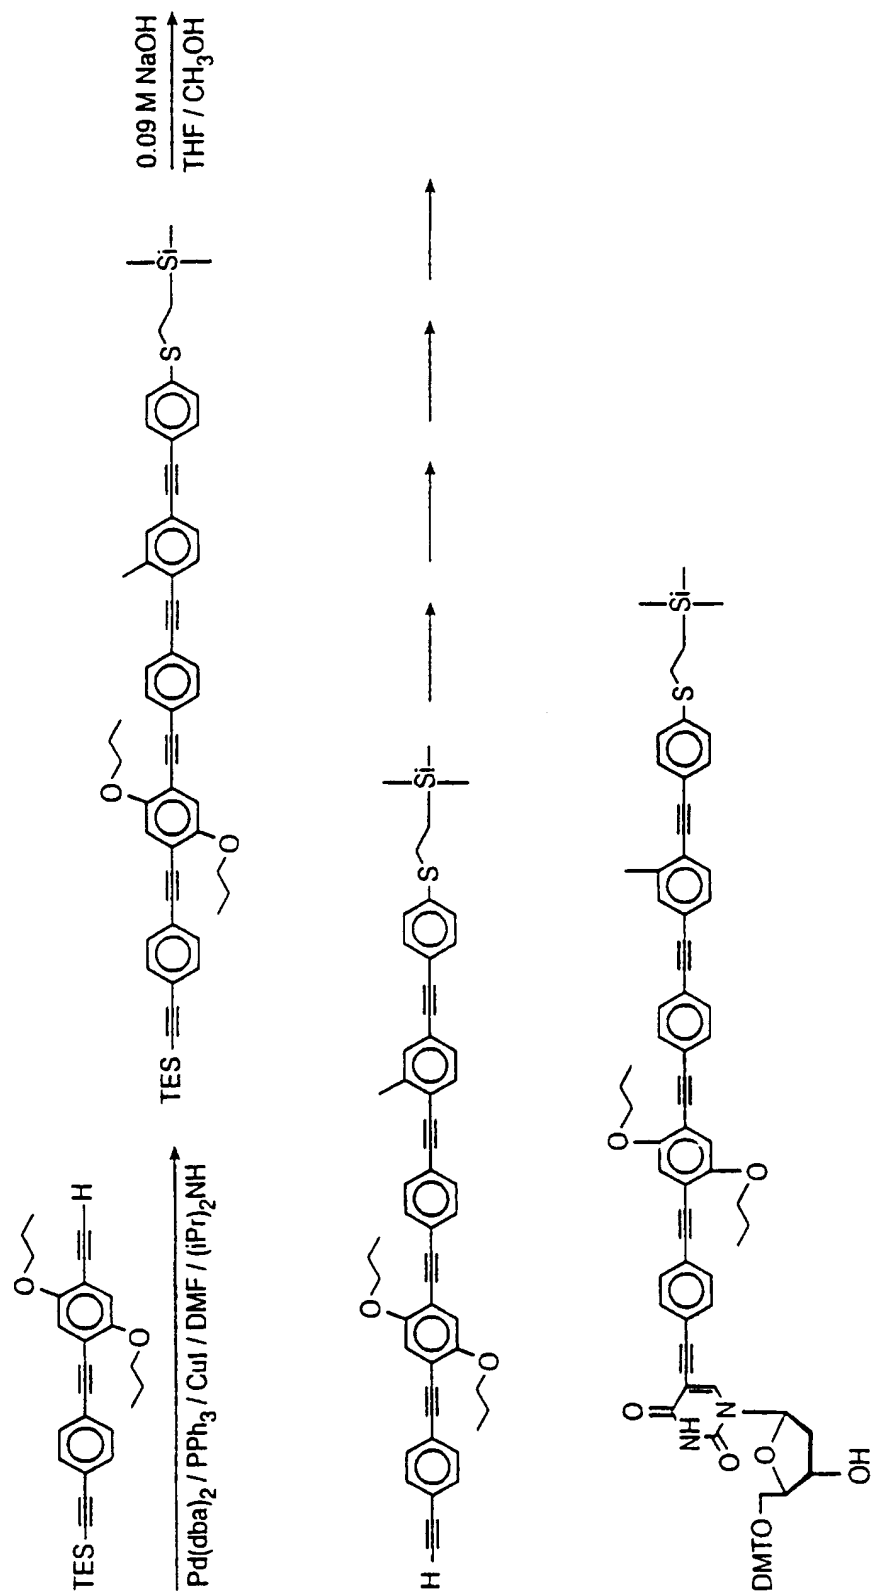 TES
H
O
O
Pd(dba)2 / PPh3 / CuI / DMF / (iPr)2NH
TES
O
O
S
Si
0.09 M NaOH
THF / CH3OH
H
O
O
S
Si
DMTO
O
OH
O
NH
N
O
O
O
S
Si